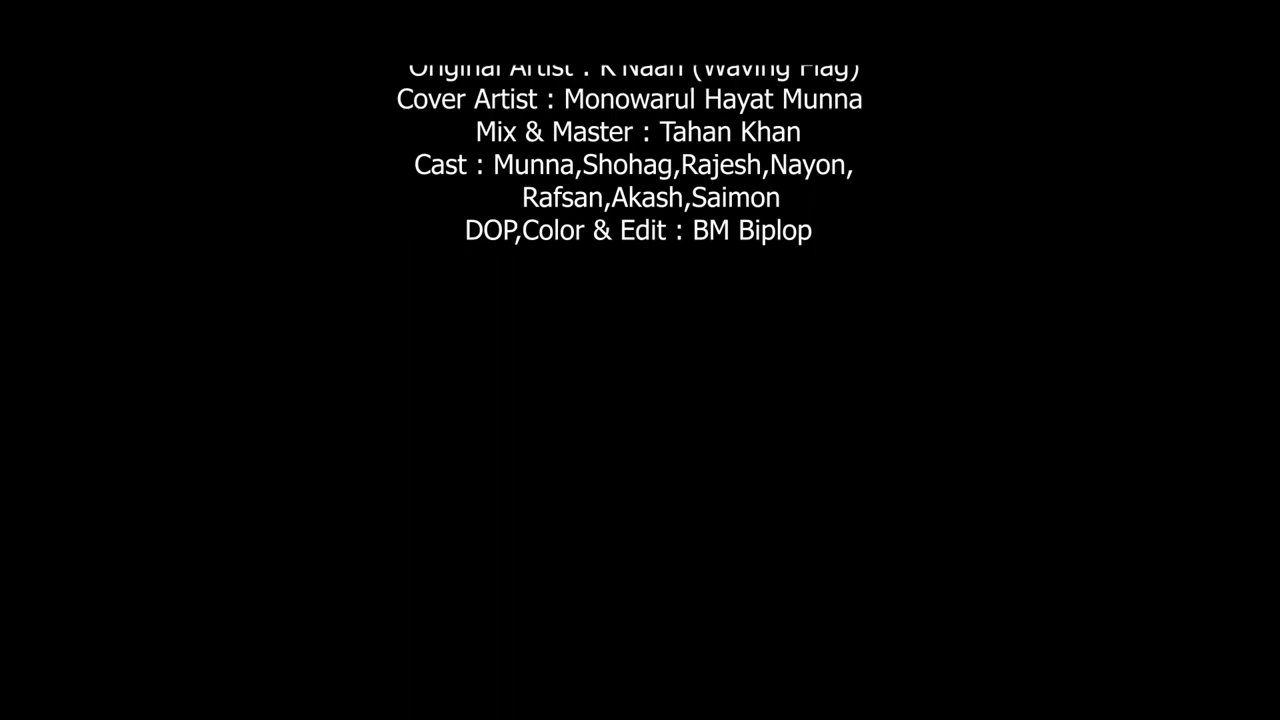 Original Artist : K'Naan (Waving Flag)
Cover Artist : Monowarul Hayat Munna
Mix & Master : Tahan Khan
Cast : Munna,Shohag,Rajesh,Nayon,
Rafsan,Akash,Saimon
DOP,Color & Edit : BM Biplop